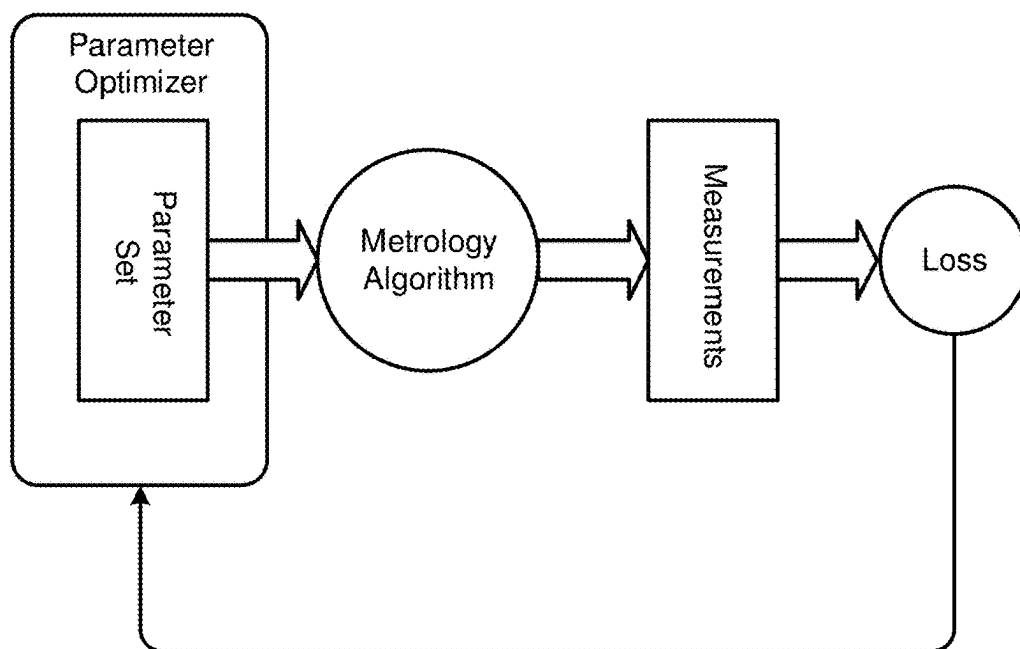 Parameter
Optimizer
Parameter
Set
Metrology
Algorithm
Measurements
Loss